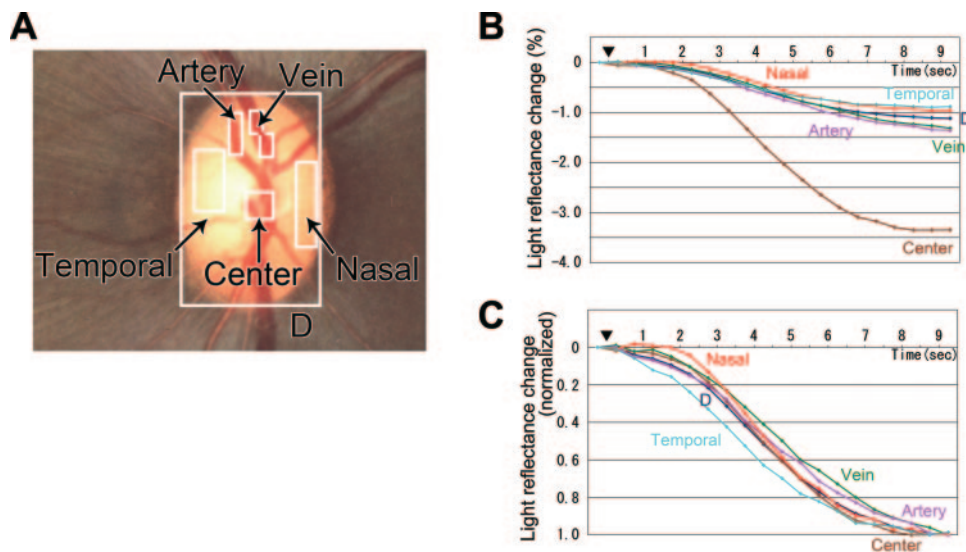 A
Artery
Vein
Temporal
Center
Nasal
D
B
Light reflectance change (%)
1 2 3 4 5 6 7 8 9
Time(sec)
0
-1.0
-2.0
-3.0
-4.0
Nasal
Temporal
D
Artery
Vein
Center
C
Light reflectance change
(normalized)
1 2 3 4 5 6 7 8 9
Time(sec)
0
0.2
0.4
0.6
0.8
1.0
Nasal
D
Temporal
Vein
Artery
Center